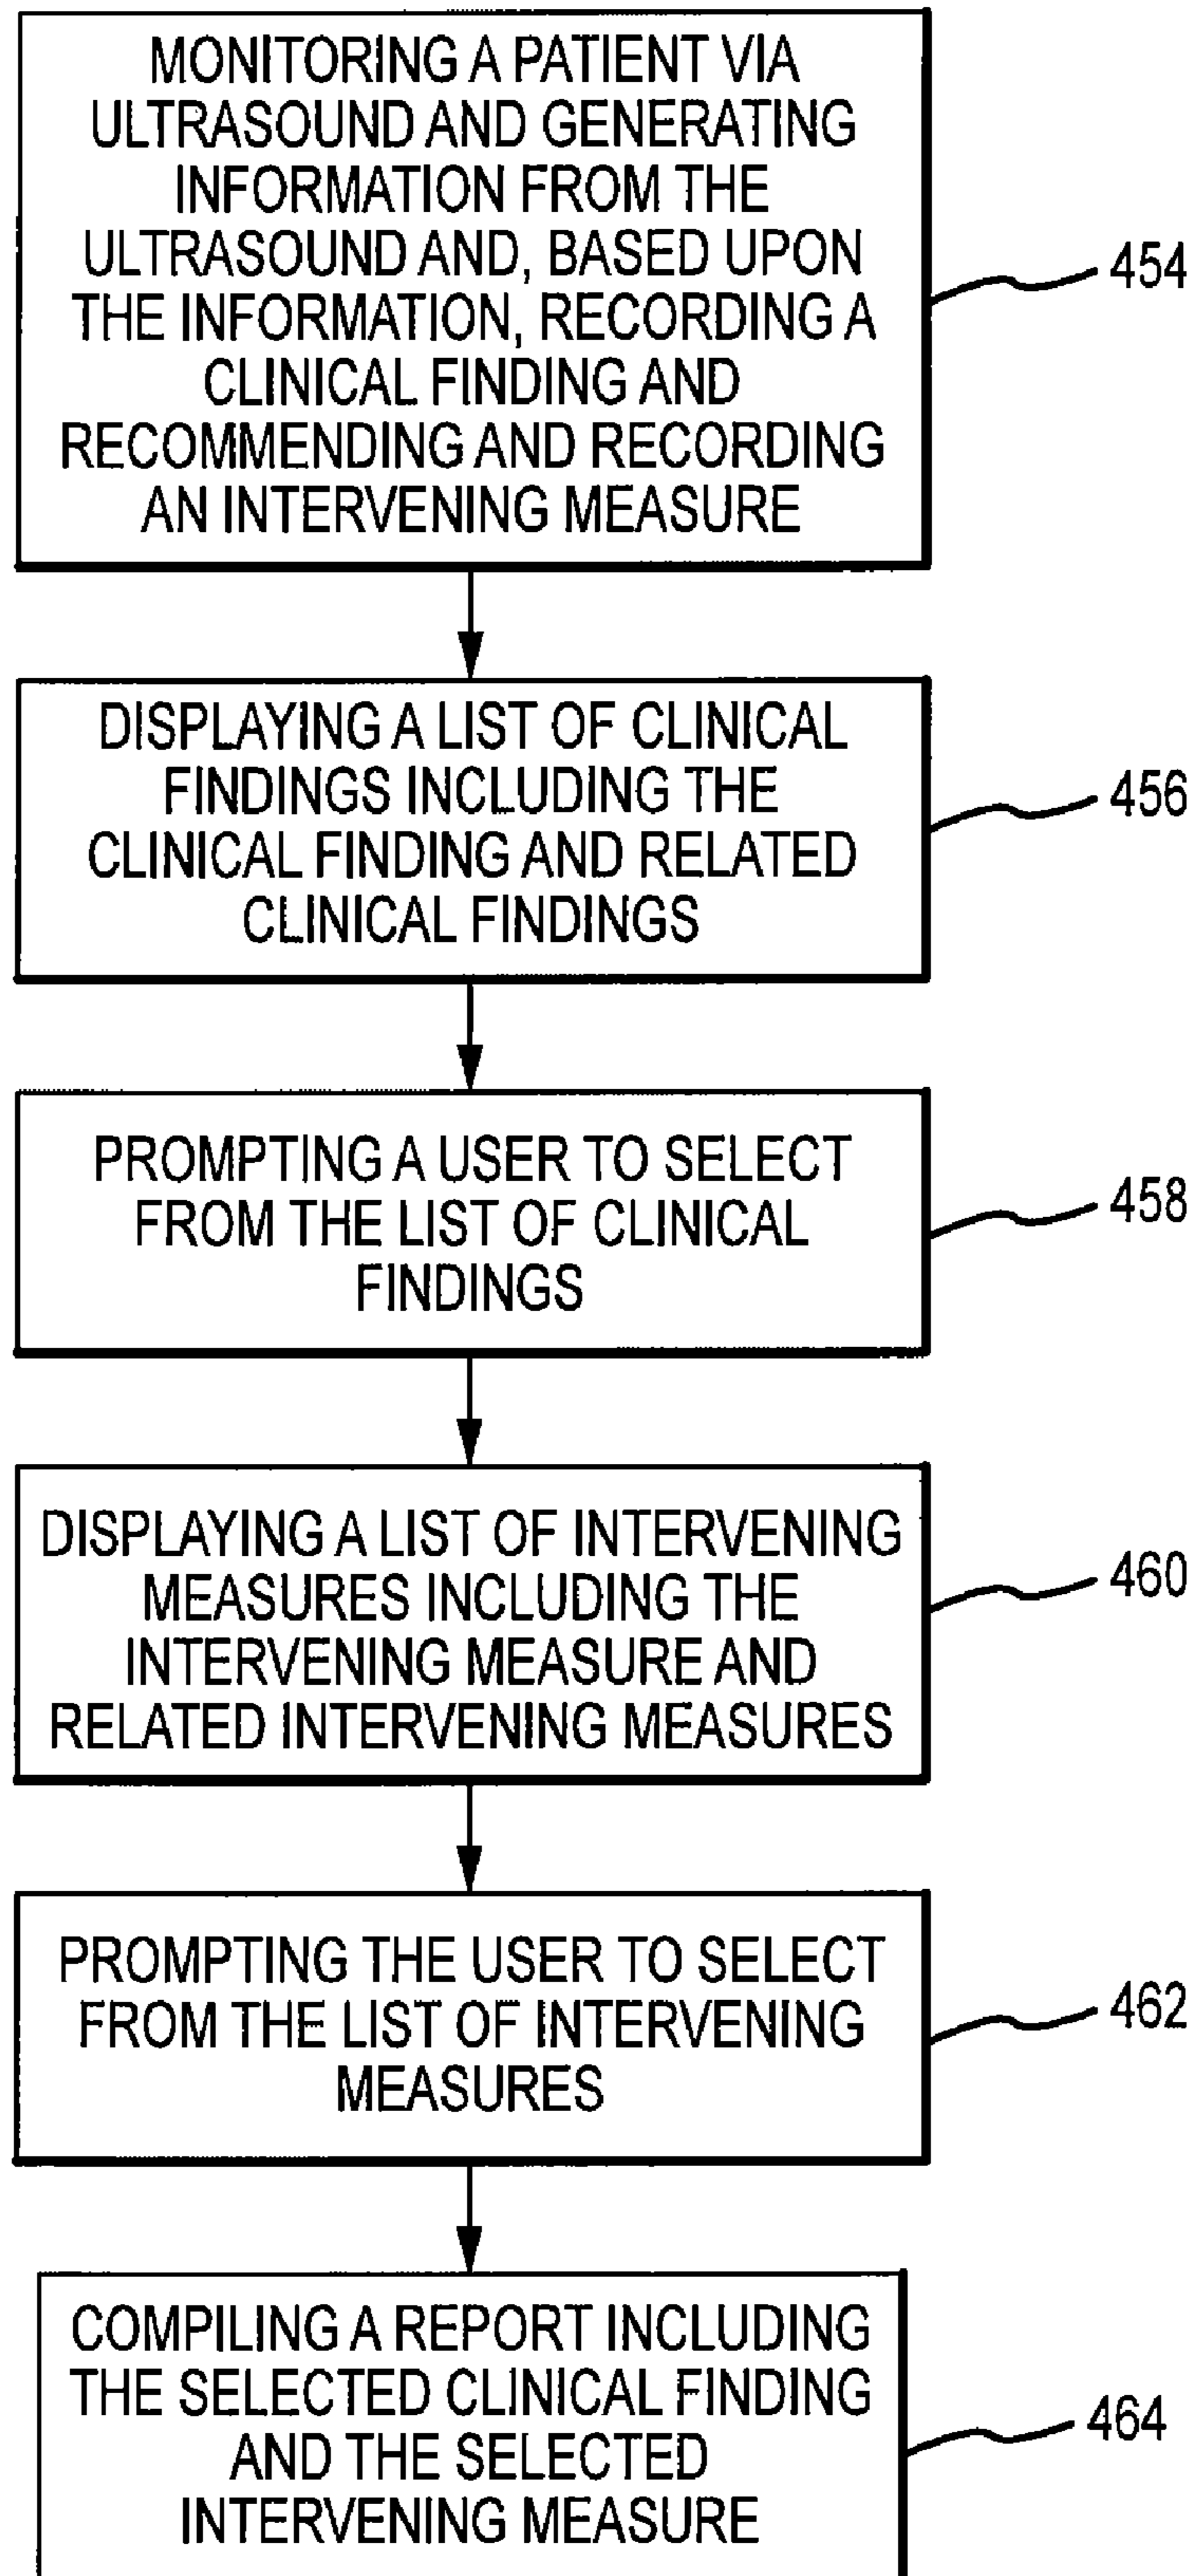 MONITORING A PATIENT VIA
ULTRASOUND AND GENERATING
INFORMATION FROM THE
ULTRASOUND AND, BASED UPON
THE INFORMATION, RECORDING A
CLINICAL FINDING AND
RECOMMENDING AND RECORDING
AN INTERVENING MEASURE
454
DISPLAYING A LIST OF CLINICAL
FINDINGS INCLUDING THE
CLINICAL FINDING AND RELATED
CLINICAL FINDINGS
456
PROMPTING A USER TO SELECT
FROM THE LIST OF CLINICAL
FINDINGS
458
DISPLAYING A LIST OF INTERVENING
MEASURES INCLUDING THE
INTERVENING MEASURE AND
RELATED INTERVENING MEASURES
460
PROMPTING THE USER TO SELECT
FROM THE LIST OF INTERVENING
MEASURES
462
COMPILING A REPORT INCLUDING
THE SELECTED CLINICAL FINDING
AND THE SELECTED
INTERVENING MEASURE
464